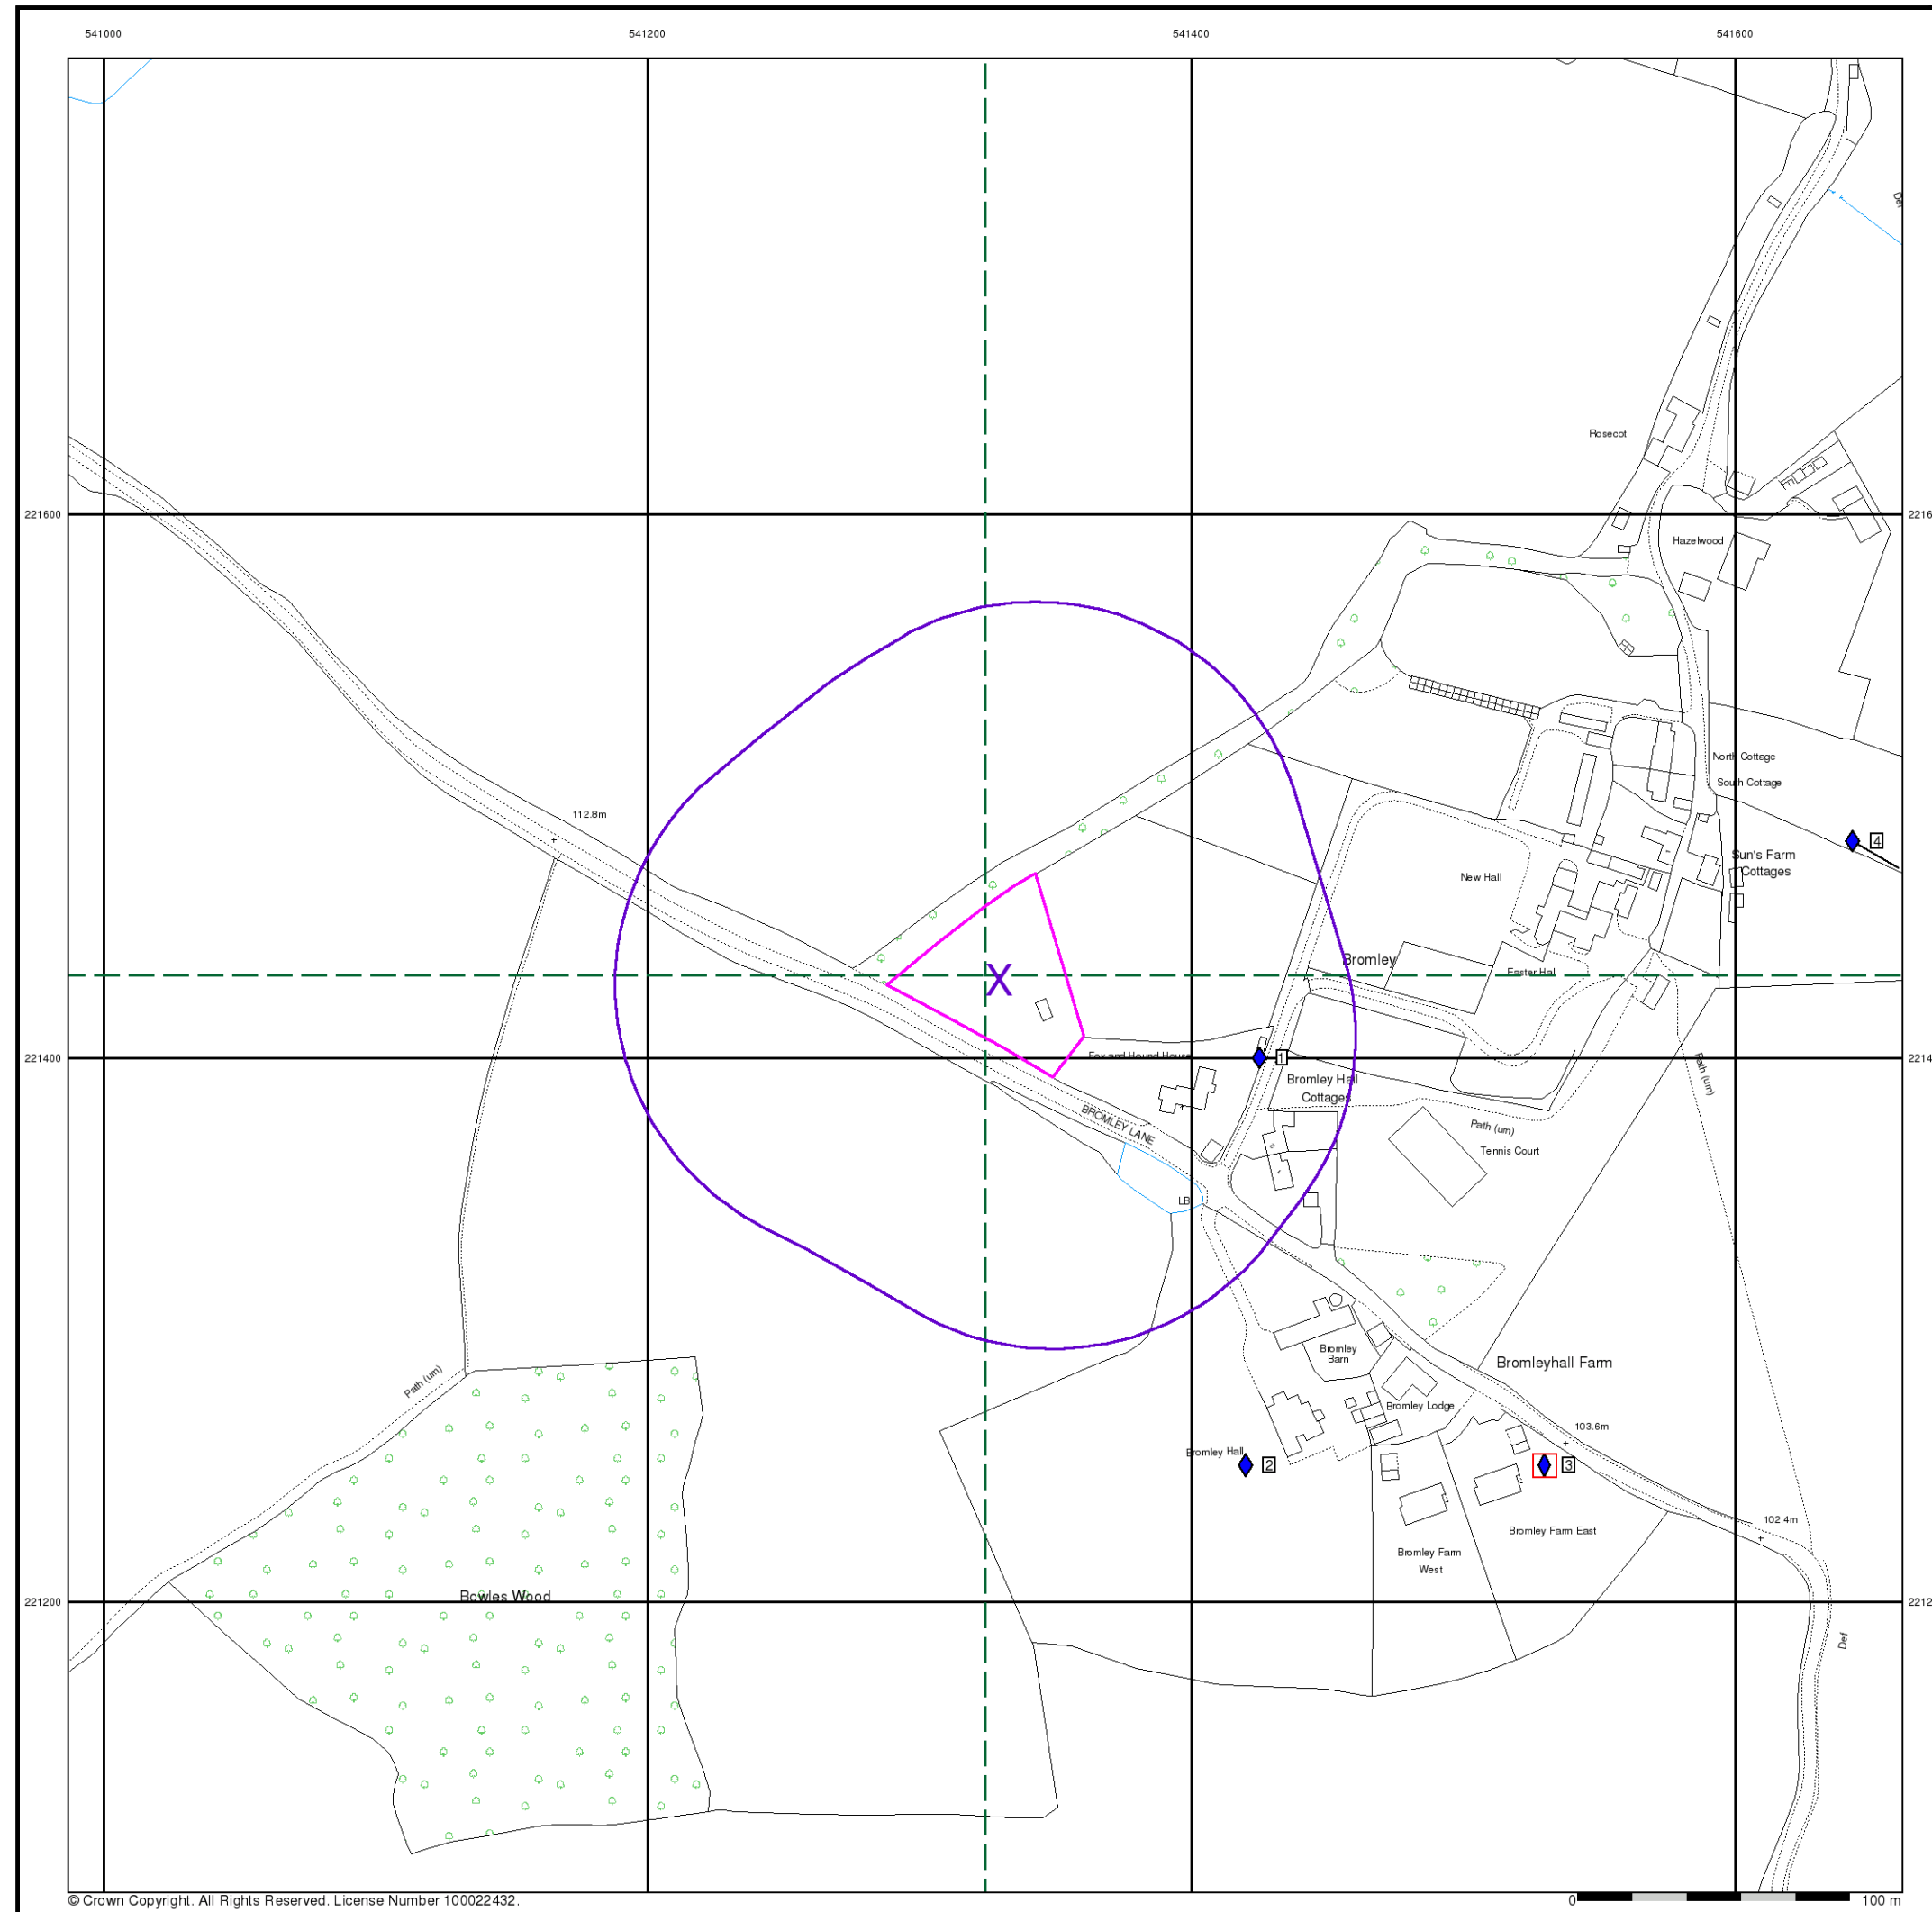 541000
541200
541400
541600
Rosecot
221600
Hazelwood
North Cottage
South Cottage
112.8m
4
Sun's Farm
Cottages
New Hall
X
Bromley
Easter Hall
221400
Fox and Hound House
1
Bromley Hall
Cottages
Path (um)
BROMLEY LANE
Path (um)
Tennis Court
LB
Bromley
Barn
Bromleyhall Farm
Path (um)
Bromley Lodge
103.6m
Bromley Hall
2
3
102.4m
Bromley Farm East
Bromley Farm
West
Bowles Wood
221200
Def
© Crown Copyright. All Rights Reserved. License Number 100022432.
0
100 m